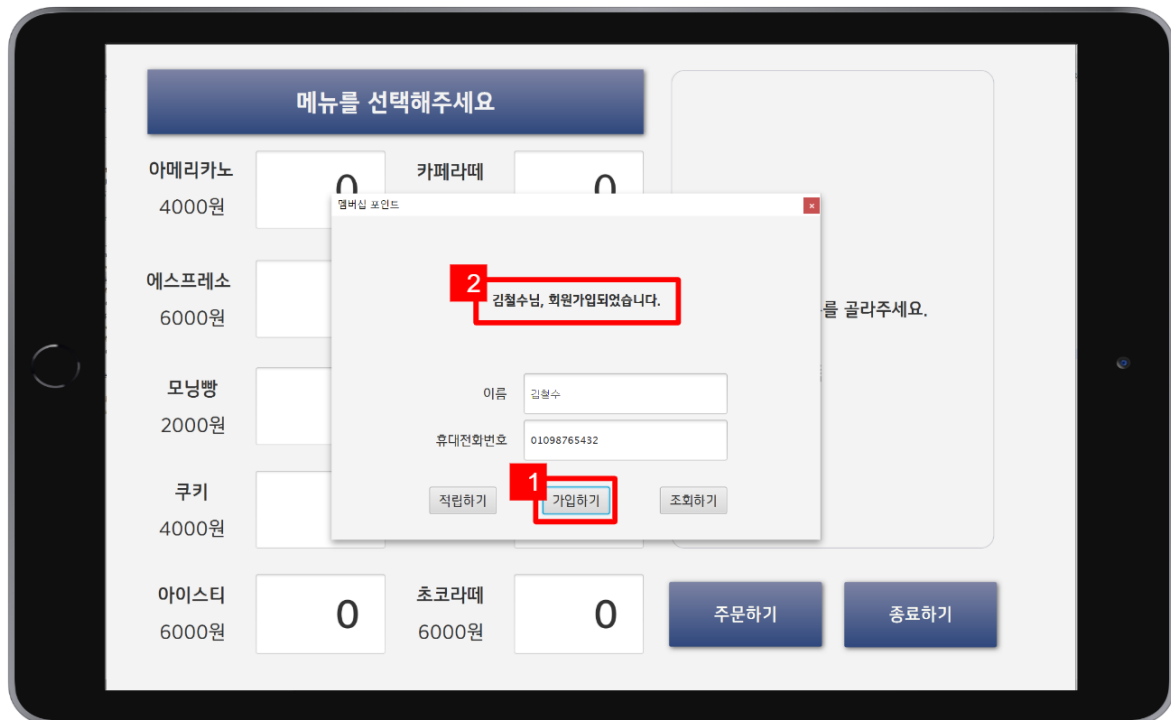 메뉴를 선택해주세요
아메리카노
4000원
0
카페라떼
0
에스프레소
6000원
모닝빵
2000원
쿠키
4000원
아이스티
6000원
0
초코라떼
6000원
0
를 골라주세요.
주문하기
종료하기
멤버십 포인트
x
2
김철수님, 회원가입되었습니다.
이름
김철수
휴대전화번호
01098765432
1
적립하기
가입하기
조회하기